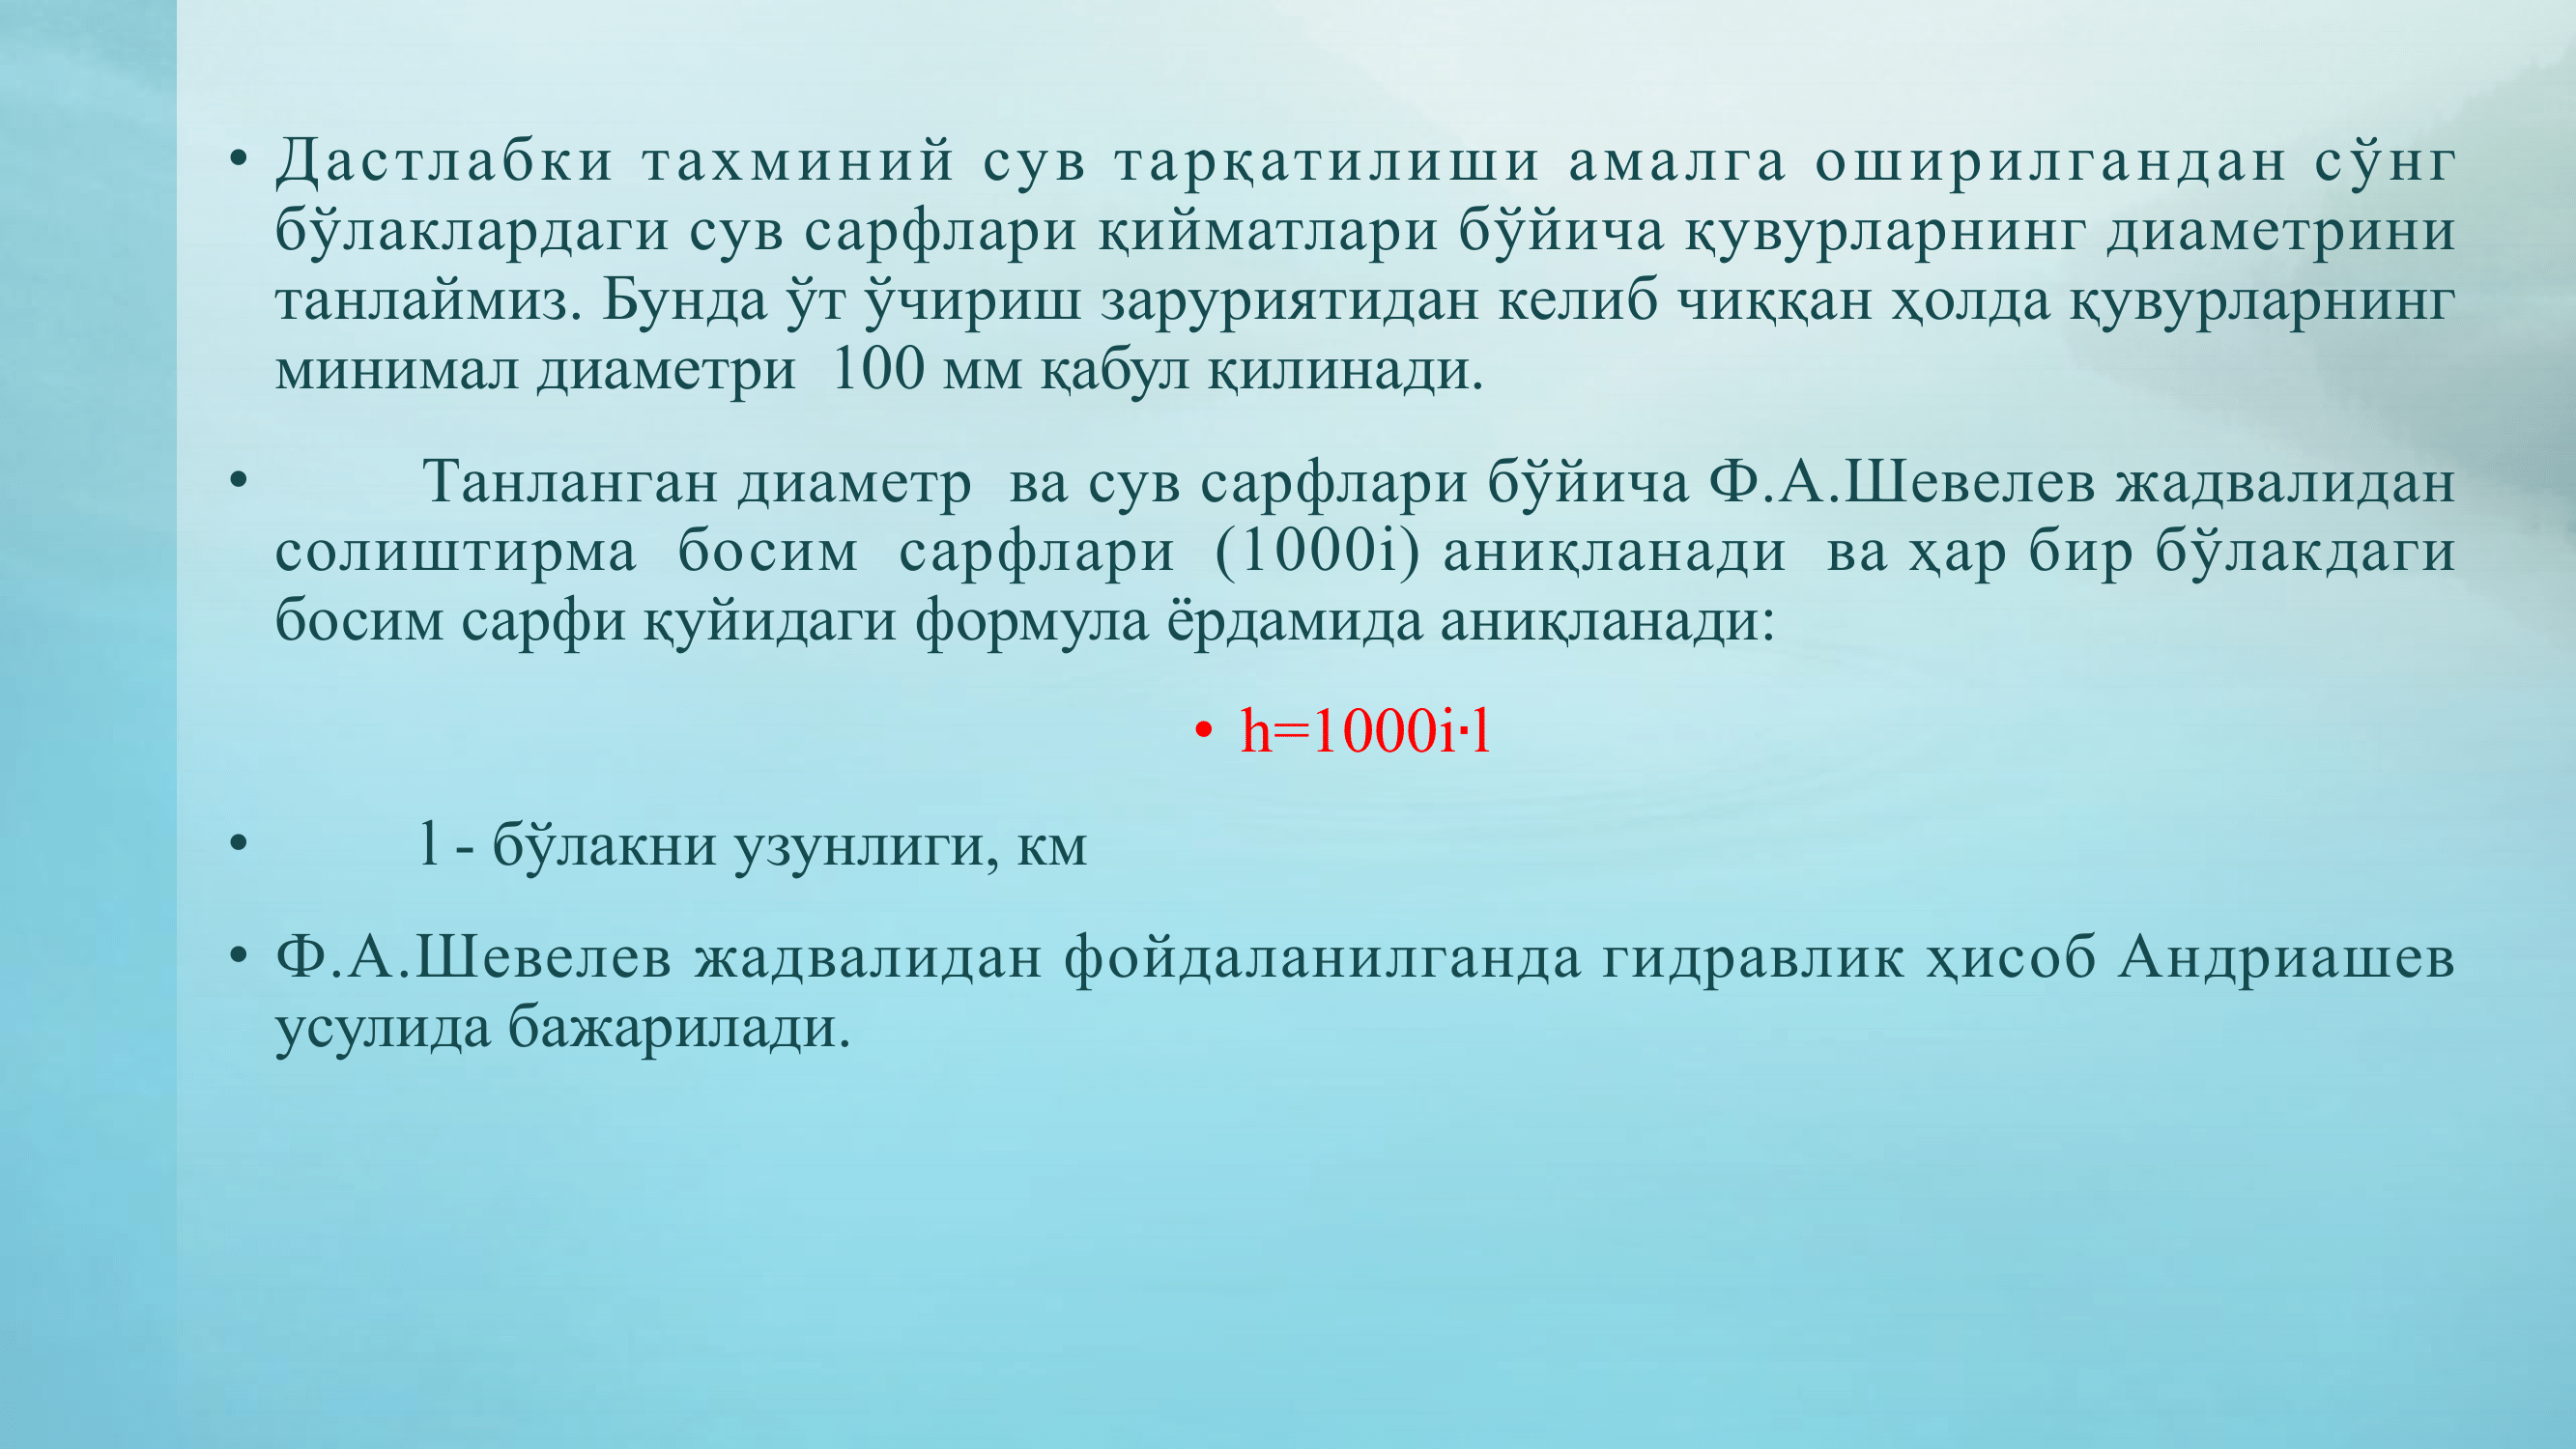 • Дастлабки тахминий сув тарқатилиши амалга оширилгандан сўнг
бўлаклардаги сув сарфлари қийматлари бўйича қувурларнинг диаметрини
танлаймиз. Бунда ўт ўчириш заруриятидан келиб чиққан ҳолда қувурларнинг
минимал диаметри 100 мм қабул қилинади.
• Танланган диаметр ва сув сарфлари бўйича Ф.А.Шевелев жадвалидан
солиштирма босим сарфлари (1000i) аниқланади ва ҳар бир бўлакдаги
босим сарфи қуйидаги формула ёрдамида аниқланади:
• h=1000i·l
• l - бўлакни узунлиги, км
• Ф.А.Шевелев жадвалидан фойдаланилганда гидравлик ҳисоб Андриашев
усулида бажарилади.